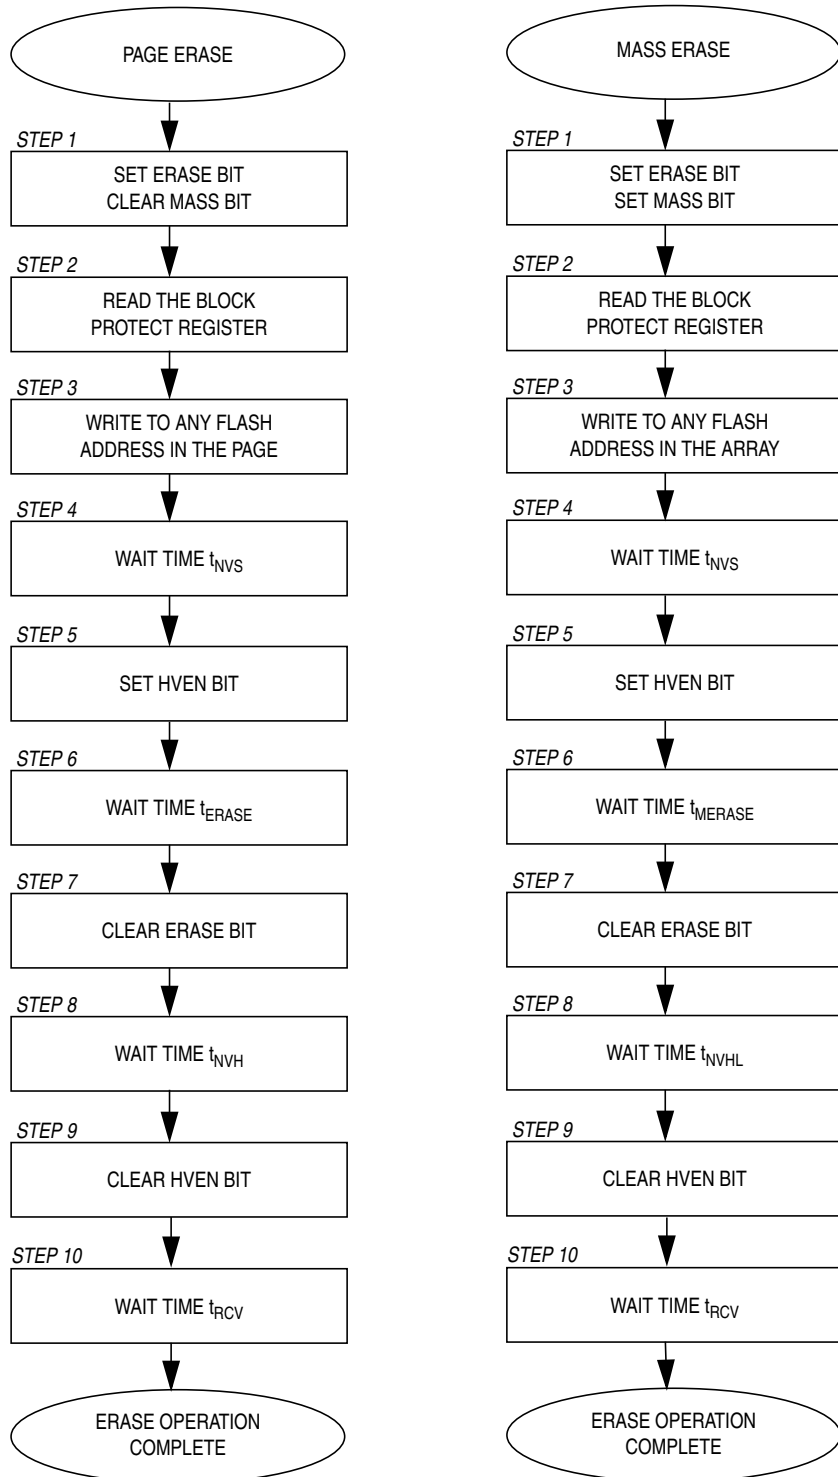 PAGE ERASE
STEP 1
SET ERASE BIT
CLEAR MASS BIT
STEP 2
READ THE BLOCK
PROTECT REGISTER
STEP 3
WRITE TO ANY FLASH
ADDRESS IN THE PAGE
STEP 4
WAIT TIME tNVS
STEP 5
SET HVEN BIT
STEP 6
WAIT TIME tERASE
STEP 7
CLEAR ERASE BIT
STEP 8
WAIT TIME tNVH
STEP 9
CLEAR HVEN BIT
STEP 10
WAIT TIME tRCV
ERASE OPERATION
COMPLETE
MASS ERASE
STEP 1
SET ERASE BIT
SET MASS BIT
STEP 2
READ THE BLOCK
PROTECT REGISTER
STEP 3
WRITE TO ANY FLASH
ADDRESS IN THE ARRAY
STEP 4
WAIT TIME tNVS
STEP 5
SET HVEN BIT
STEP 6
WAIT TIME tMERASE
STEP 7
CLEAR ERASE BIT
STEP 8
WAIT TIME tNVHL
STEP 9
CLEAR HVEN BIT
STEP 10
WAIT TIME tRCV
ERASE OPERATION
COMPLETE